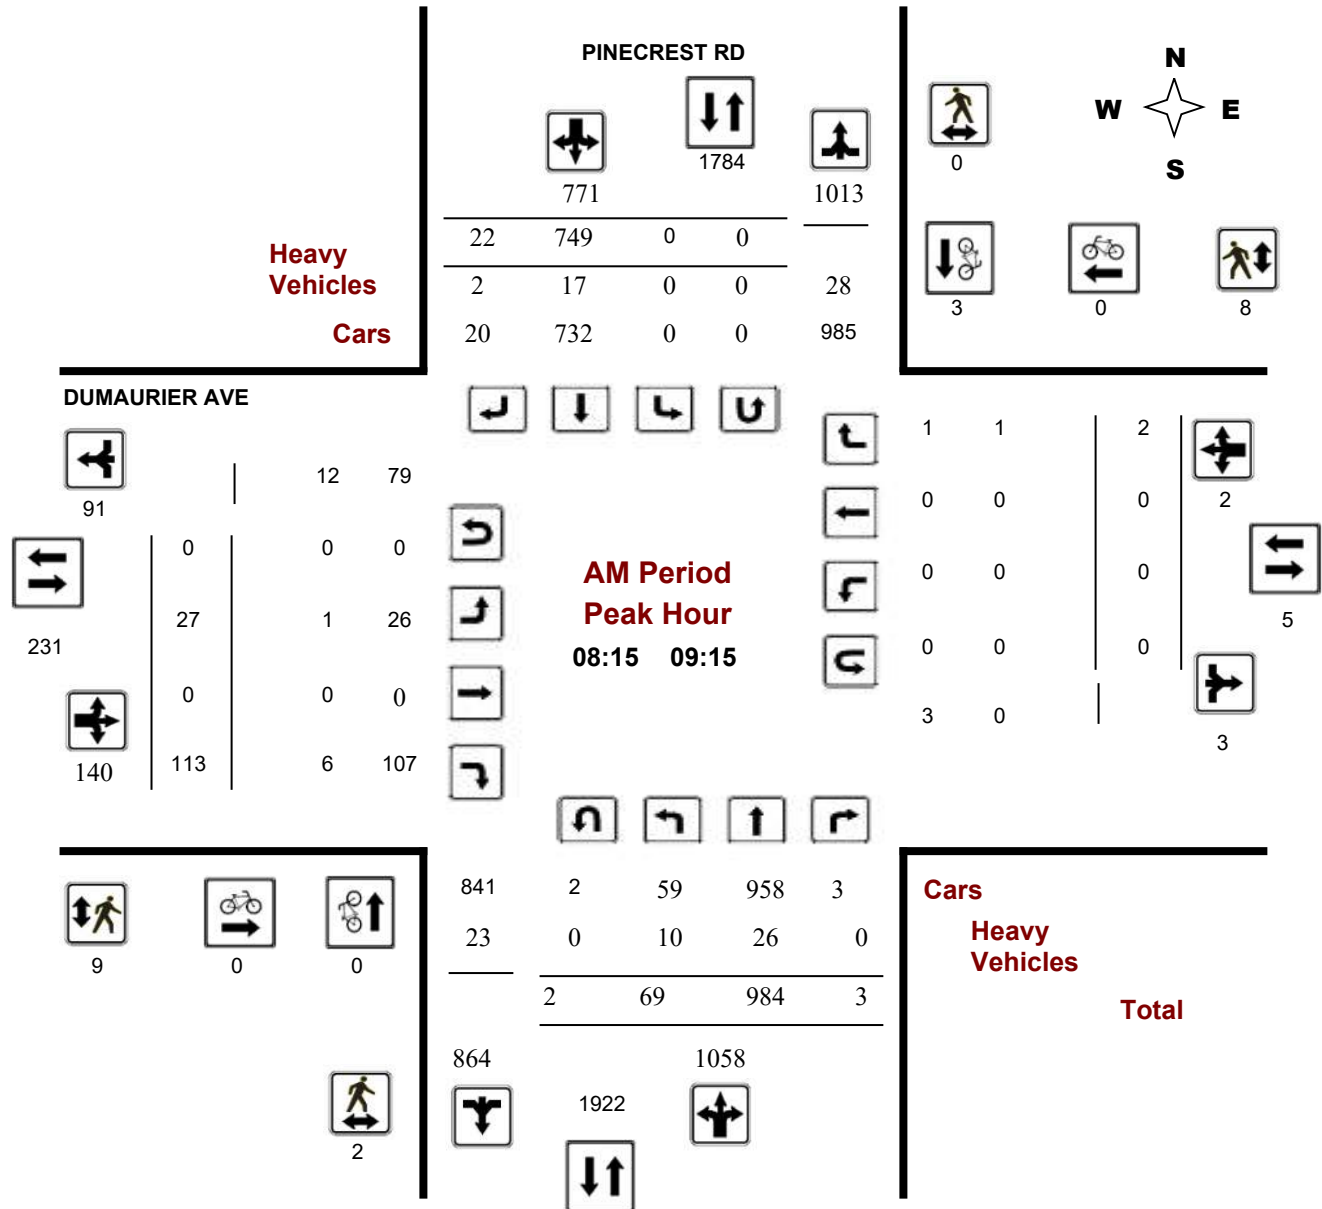 PINECREST RD
N
W E
S
1784
0
771 1013
22 749 0 0
Heavy
Vehicles 2 17 0 0 28
Cars 20 732 0 0 985
3 0 8
DUMAURIER AVE
1 1 2
12 79
91
0 0 0 2
0 0 0
AM Period
Peak Hour
08:15 09:15
0 0 0
27 1 26
5
231
0 0 0
0 0 0
3 0
3
140 113 6 107
841 2 59 958 3 Cars
23 0 10 26 0 Heavy
Vehicles
9 0 0
2 69 984 3 Total
864 1058
1922
2